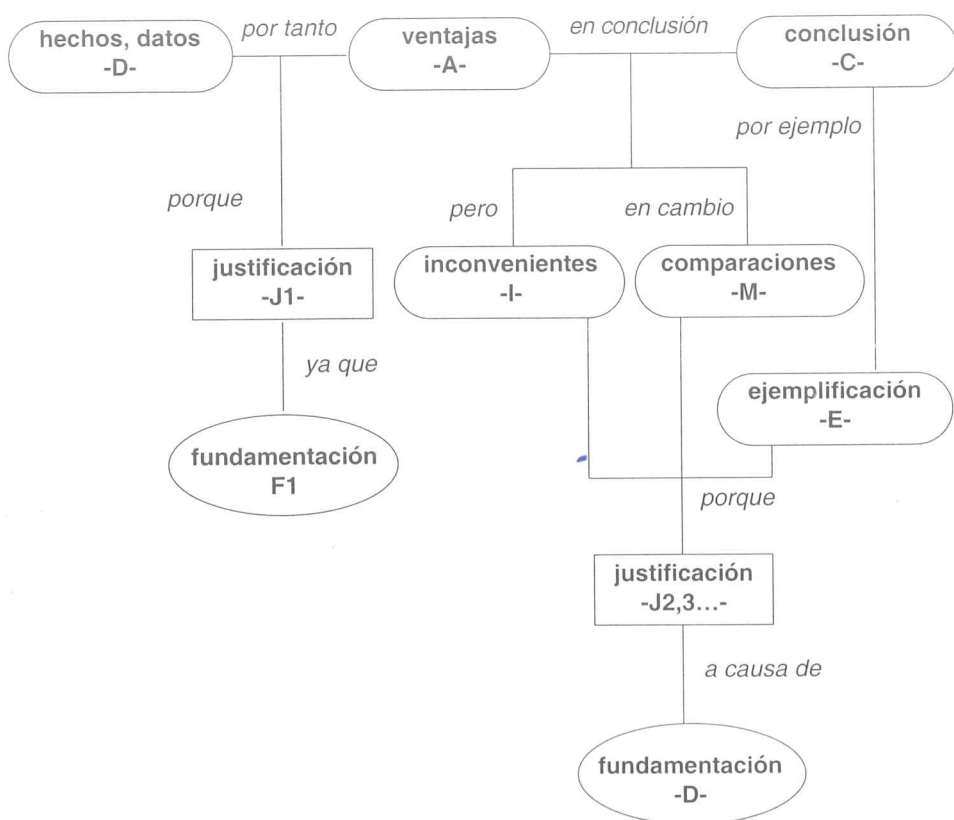 hechos, datos
-D-
por tanto
ventajas
-A-
en conclusión
conclusión
-C-
por ejemplo
porque
pero
en cambio
justificación
-J1-
inconvenientes
-I-
comparaciones
-M-
ya que
ejemplificación
-E-
fundamentación
F1
porque
justificación
-J2,3...-
a causa de
fundamentación
-D-